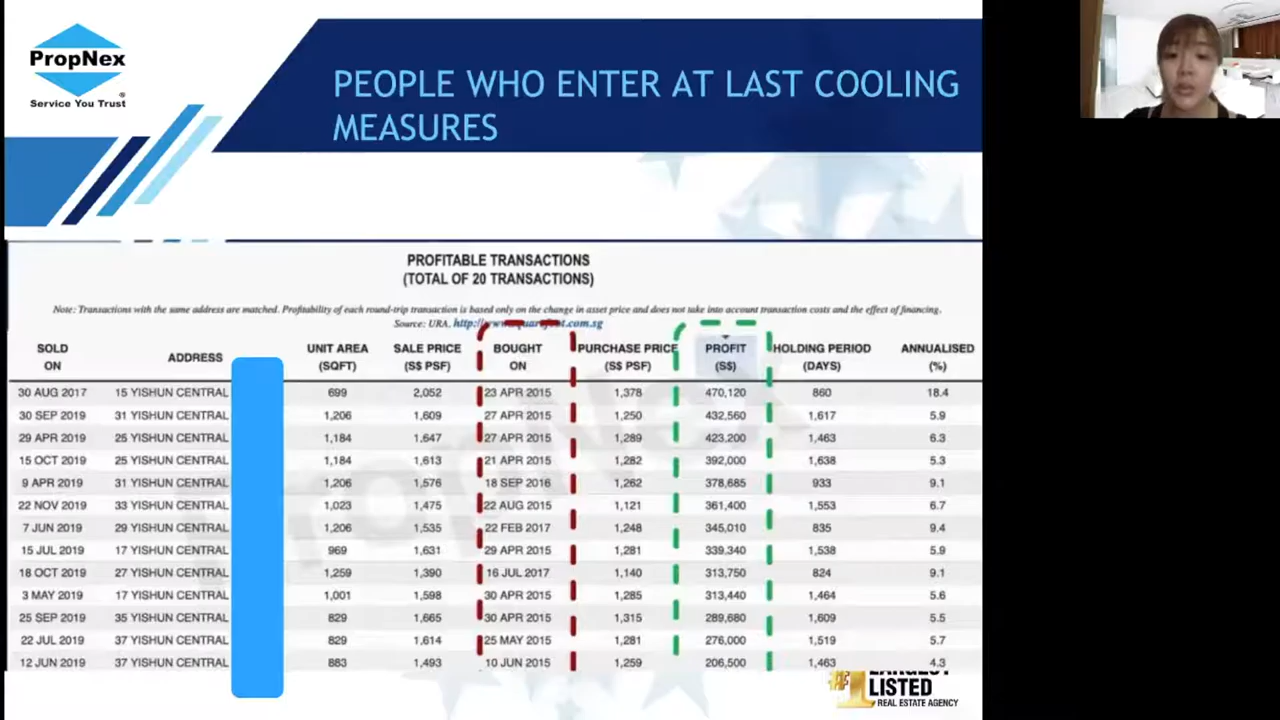 PropNex
Service You Trust
PEOPLE WHO ENTER AT LAST COOLING
MEASURES
PROFITABLE TRANSACTIONS
(TOTAL OF 20 TRANSACTIONS)
Note: Transactions with the same address are matched. Profitability of each round-trip transaction is based only on the change in asset price and does not take into account transaction costs and the effect of financing.
Source: URA, http://www.squarefoot.com.sg
SOLD ON ADDRESS UNIT AREA (SQFT) SALE PRICE (S$ PSF) BOUGHT ON PURCHASE PRICE (S$ PSF) PROFIT (S$) HOLDING PERIOD (DAYS) ANNUALISED (%)
30 AUG 2017 15 YISHUN CENTRAL 699 2,052 23 APR 2015 1,378 470,120 860 18.4
30 SEP 2019 31 YISHUN CENTRAL 1,206 1,609 27 APR 2015 1,250 432,560 1,617 5.9
29 APR 2019 25 YISHUN CENTRAL 1,184 1,647 27 APR 2015 1,289 423,200 1,463 6.3
15 OCT 2019 25 YISHUN CENTRAL 1,184 1,613 21 APR 2015 1,282 392,000 1,638 5.3
9 APR 2019 31 YISHUN CENTRAL 1,206 1,576 18 SEP 2016 1,262 378,685 933 9.1
22 NOV 2019 33 YISHUN CENTRAL 1,023 1,475 22 AUG 2015 1,121 361,400 1,553 6.7
7 JUN 2019 29 YISHUN CENTRAL 1,206 1,535 22 FEB 2017 1,248 345,010 835 9.4
15 JUL 2019 17 YISHUN CENTRAL 969 1,631 29 APR 2015 1,281 339,340 1,538 5.9
18 OCT 2019 27 YISHUN CENTRAL 1,259 1,390 16 JUL 2017 1,140 313,750 824 9.1
3 MAY 2019 17 YISHUN CENTRAL 1,001 1,598 30 APR 2015 1,285 313,440 1,464 5.6
25 SEP 2019 35 YISHUN CENTRAL 829 1,665 30 APR 2015 1,315 289,680 1,609 5.5
22 JUL 2019 37 YISHUN CENTRAL 829 1,614 25 MAY 2015 1,281 276,000 1,519 5.7
12 JUN 2019 37 YISHUN CENTRAL 883 1,493 10 JUN 2015 1,259 206,500 1,463 4.3
#1 LARGEST
LISTED
REAL ESTATE AGENCY